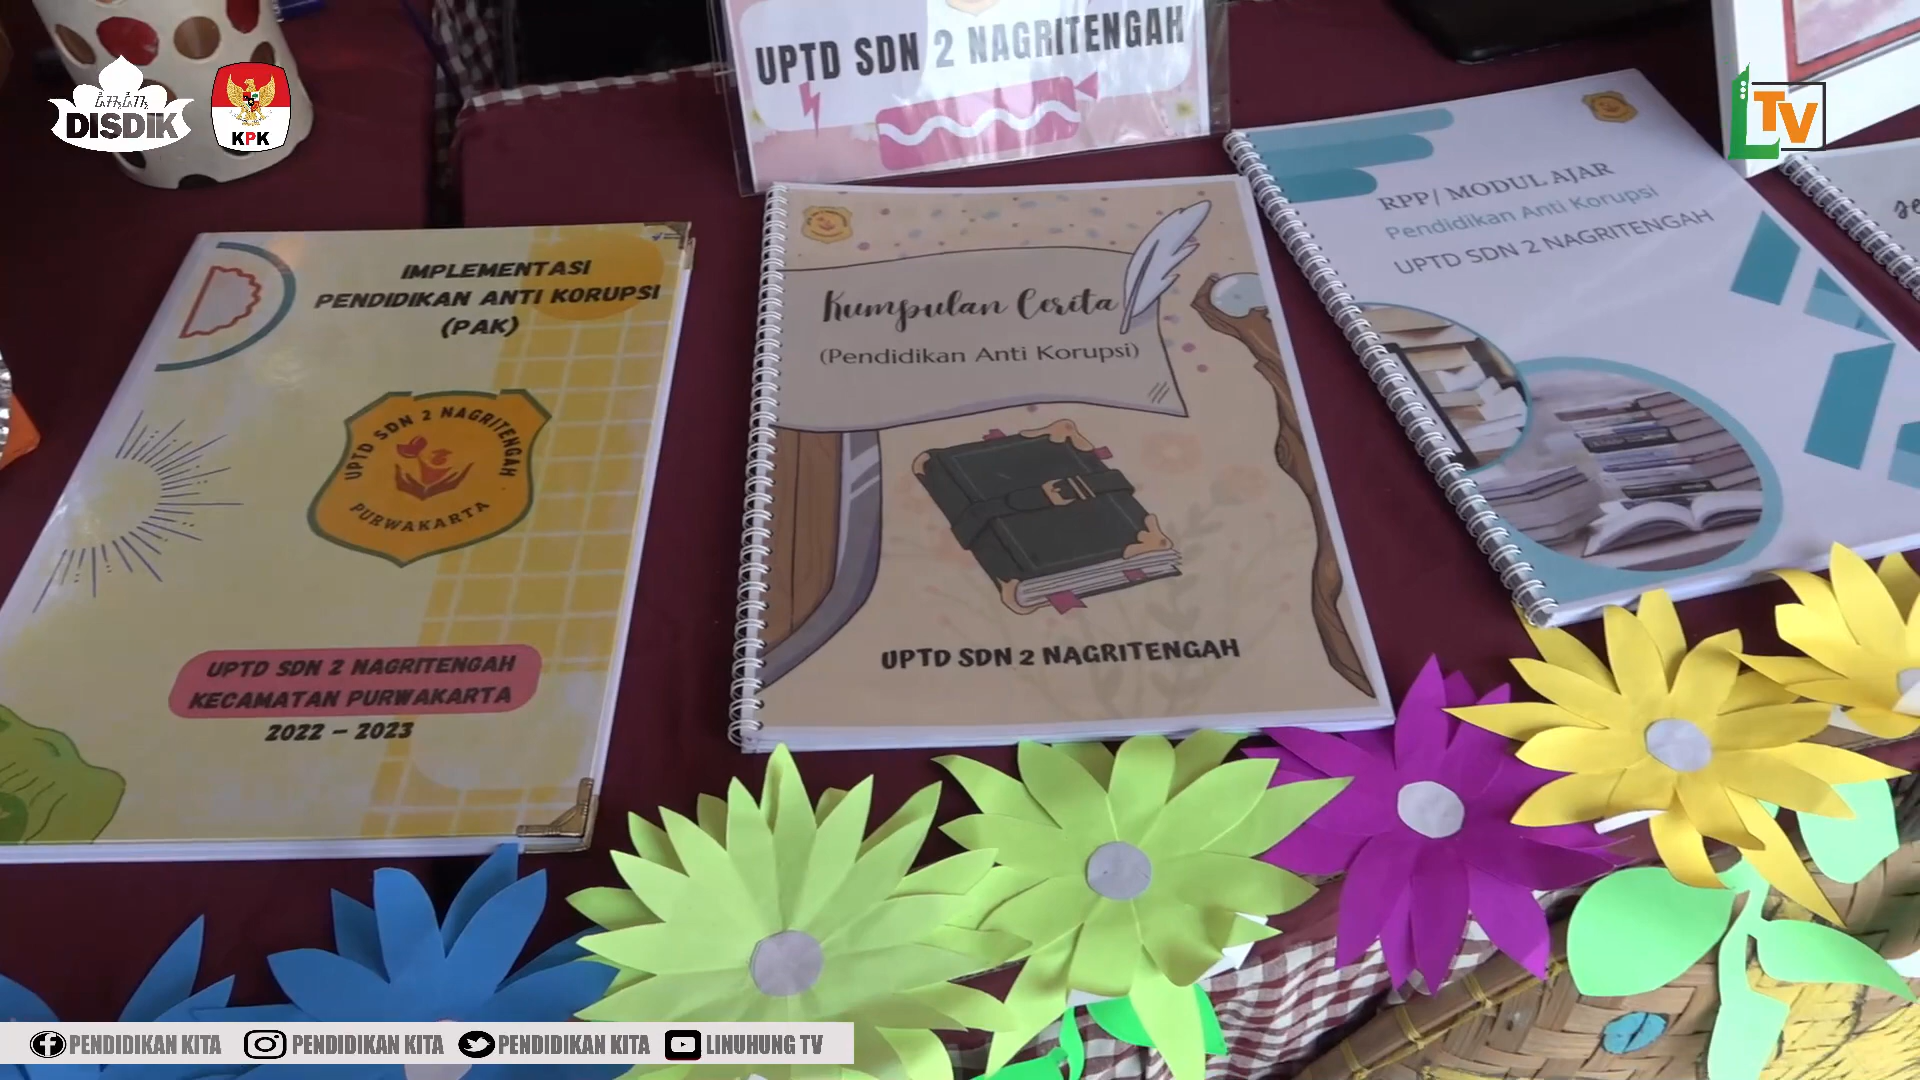 DISDIK
KPK
UPTD SDN 2 NAGRITENGAH
TV
IMPLEMENTASI
PENDIDIKAN ANTI KORUPSI
(PAK)
UPTD SDN 2 NAGRITENGAH
PURWAKARTA
UPTD SDN 2 NAGRITENGAH
KECAMATAN PURWAKARTA
2022 - 2023
Kumpulan Cerita
(Pendidikan Anti Korupsi)
UPTD SDN 2 NAGRITENGAH
RPP/ MODUL AJAR
Pendidikan Anti Korupsi
UPTD SDN 2 NAGRITENGAH
PENDIDIKAN KITA
PENDIDIKAN KITA
PENDIDIKAN KITA
LINUHUNG TV